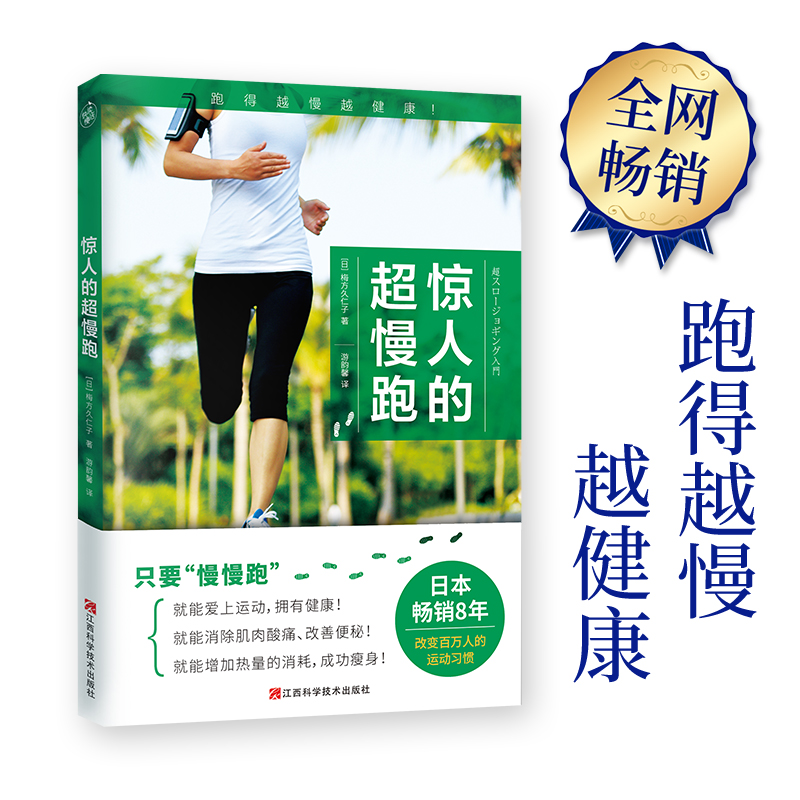 跑得越慢越健康！
惊人的超慢跑
[日] 梅方久仁子 著
游韵馨 译
江西科学技术出版社
超スロージョギング入門
惊人的
超慢跑
[日] 梅方久仁子 著
游韵馨 译
只要“慢慢跑”
就能爱上运动，拥有健康！
就能消除肌肉酸痛、改善便秘！
就能增加热量的消耗，成功瘦身！
日本
畅销8年
改变百万人的
运动习惯
江西科学技术出版社
全网
畅销
跑得越慢
越健康